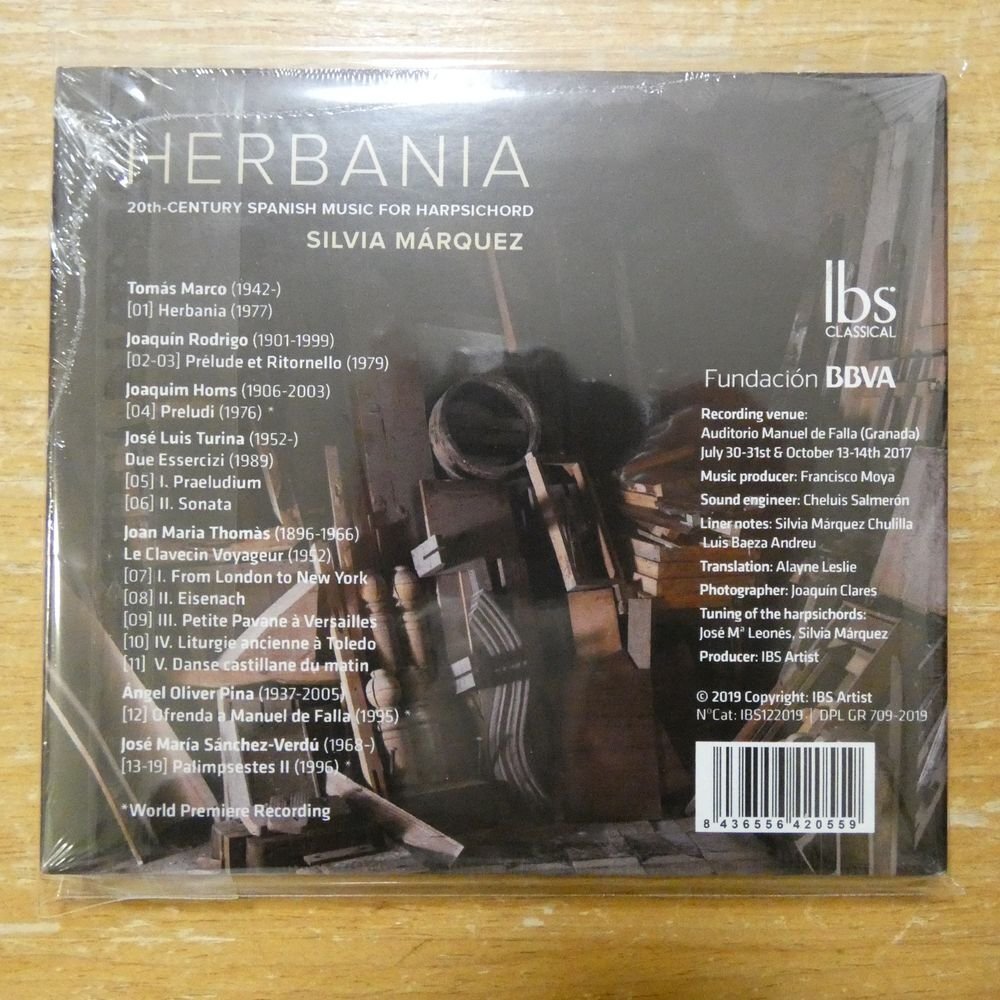 HERBANIA
20th-CENTURY SPANISH MUSIC FOR HARPSICHORD
SILVIA MÁRQUEZ
Tomás Marco (1942-)
[01] Herbania (1977)
Joaquín Rodrigo (1901-1999)
[02-03] Prélude et Ritornello (1979)
Joaquim Homs (1906-2003)
[04] Preludi (1976) *
José Luis Turina (1952-)
Due Essercizi (1989)
[05] I. Praeludium
[06] II. Sonata
Joan Maria Thomàs (1896-1966)
Le Clavecin Voyageur (1952)
[07] I. From London to New York
[08] II. Eisenach
[09] III. Petite Pavane à Versailles
[10] IV. Liturgie ancienne à Toledo
[11] V. Danse castillane du matin
Ángel Oliver Pina (1937-2005)
[12] Ofrenda a Manuel de Falla (1995) *
José María Sánchez-Verdú (1968-)
[13-19] Palimpsestes II (1996) *
*World Premiere Recording
Ibs
CLASSICAL
Fundación BBVA
Recording venue:
Auditorio Manuel de Falla (Granada)
July 30-31st & October 13-14th 2017
Music producer: Francisco Moya
Sound engineer: Cheluis Salmerón
Liner notes: Silvia Márquez Chulilla
Luis Baeza Andreu
Translation: Alayne Leslie
Photographer: Joaquín Clares
Tuning of the harpsichords:
José Mª Leonés, Silvia Márquez
Producer: IBS Artist
© 2019 Copyright: IBS Artist
NºCat: IBS122019 | DPL GR 709-2019
8 436556 420559